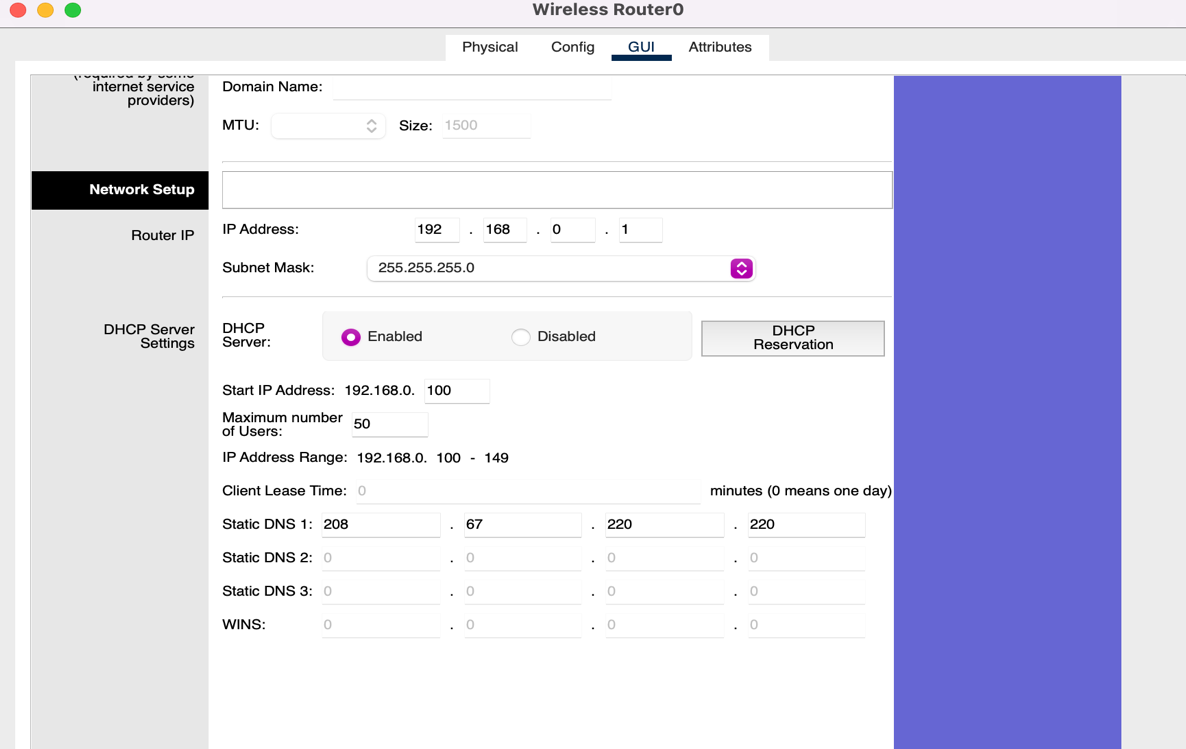 Wireless Router0
Physical Config GUI Attributes
(required by some
internet service
providers)
Domain Name:
MTU: Size: 1500
Network Setup
Router IP
IP Address: 192 . 168 . 0 . 1
Subnet Mask: 255.255.255.0
DHCP Server
Settings
DHCP
Server:
Enabled Disabled
DHCP
Reservation
Start IP Address: 192.168.0. 100
Maximum number
of Users: 50
IP Address Range: 192.168.0. 100 - 149
Client Lease Time: 0 minutes (0 means one day)
Static DNS 1: 208 . 67 . 220 . 220
Static DNS 2: 0 . 0 . 0 . 0
Static DNS 3: 0 . 0 . 0 . 0
WINS: 0 . 0 . 0 . 0